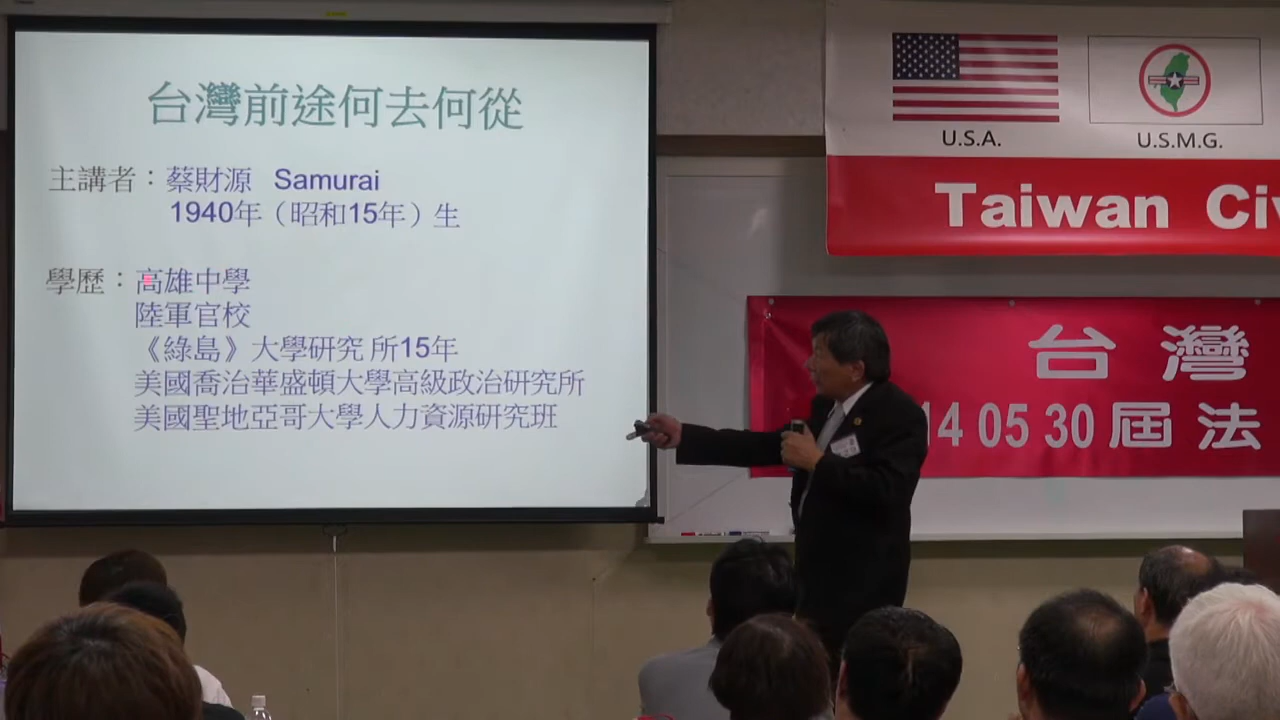 台灣前途何去何從
主講者：蔡財源 Samurai
1940年（昭和15年）生
學歷：高雄中學
陸軍官校
《綠島》大學研究 所15年
美國喬治華盛頓大學高級政治研究所
美國聖地亞哥大學人力資源研究班
U.S.A.
U.S.M.G.
Taiwan Civ
台灣
14 05 30 屆 法